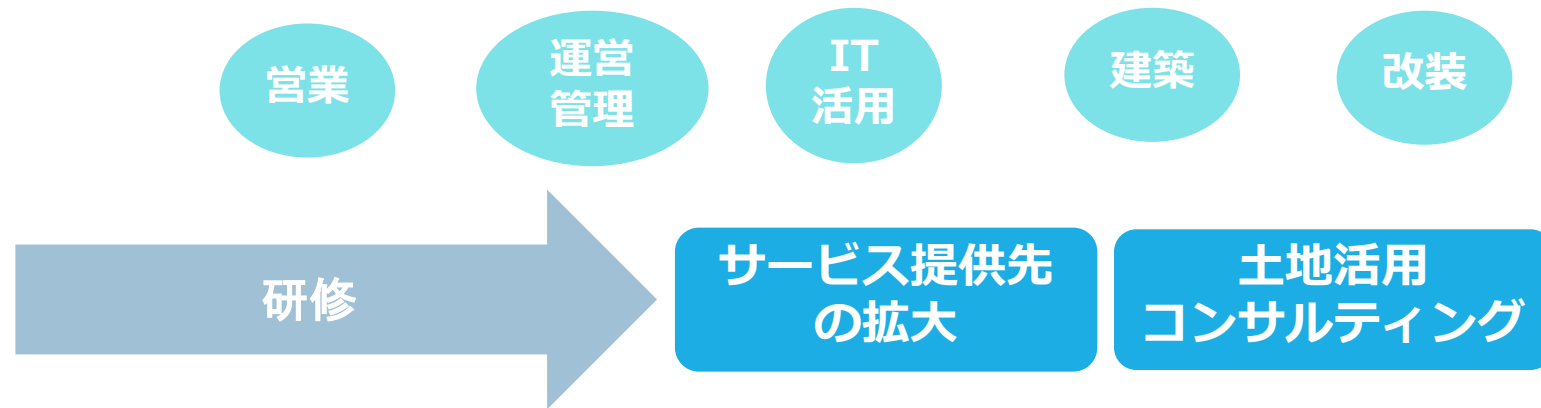 営業
運営
管理
IT
活用
建築
改装
研修
サービス提供先
の拡大
土地活用
コンサルティング